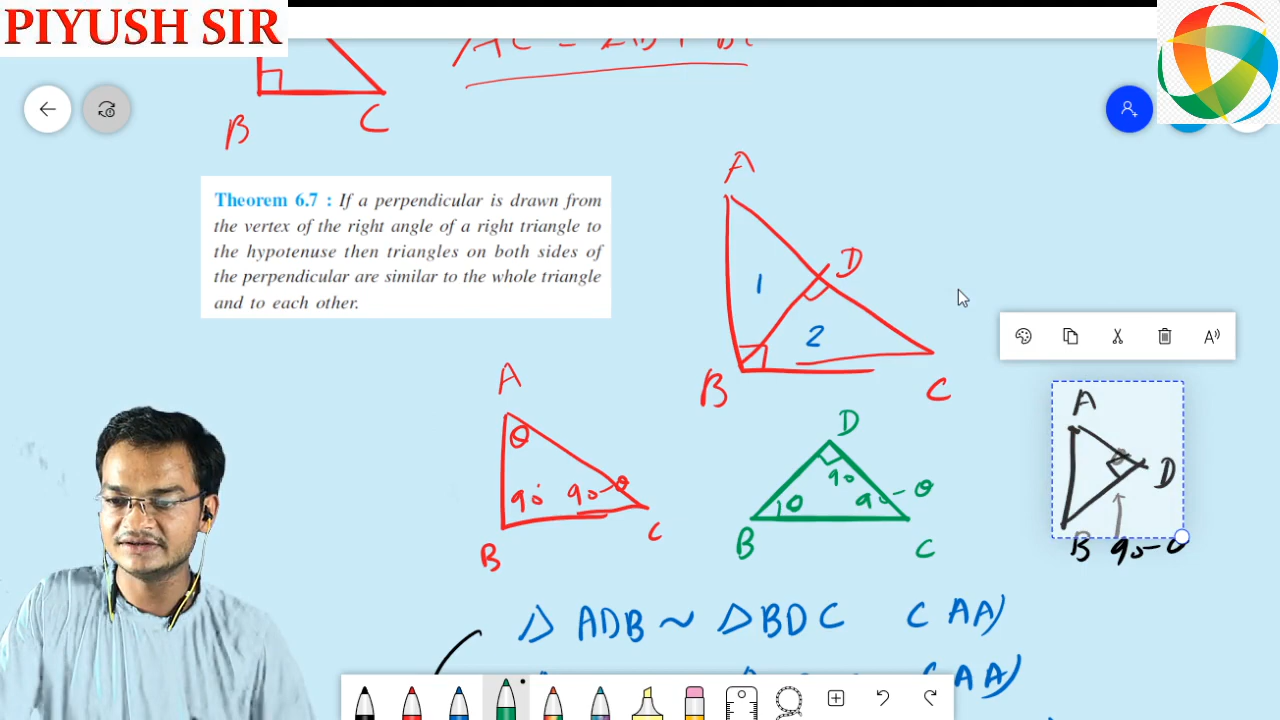 PIYUSH SIR
B
C
A
Theorem 6.7 : If a perpendicular is drawn from
the vertex of the right angle of a right triangle to
the hypotenuse then triangles on both sides of
the perpendicular are similar to the whole triangle
and to each other.
D
1
2
B
C
A
θ
90° 90-θ
B
C
D
90
θ
90-θ
B
C
A
D
B
90-θ
△ ADB ~ △BDC (AA)
(AA)